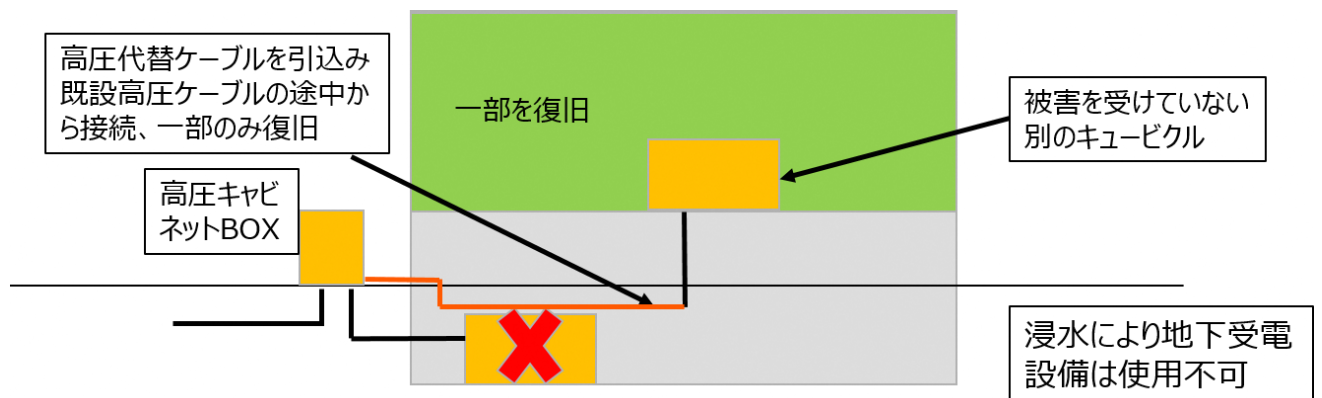 高圧代替ケーブルを引込み
既設高圧ケーブルの途中か
ら接続、一部のみ復旧
一部を復旧
被害を受けていない
別のキュービクル
高圧キャビ
ネットBOX
浸水により地下受電
設備は使用不可